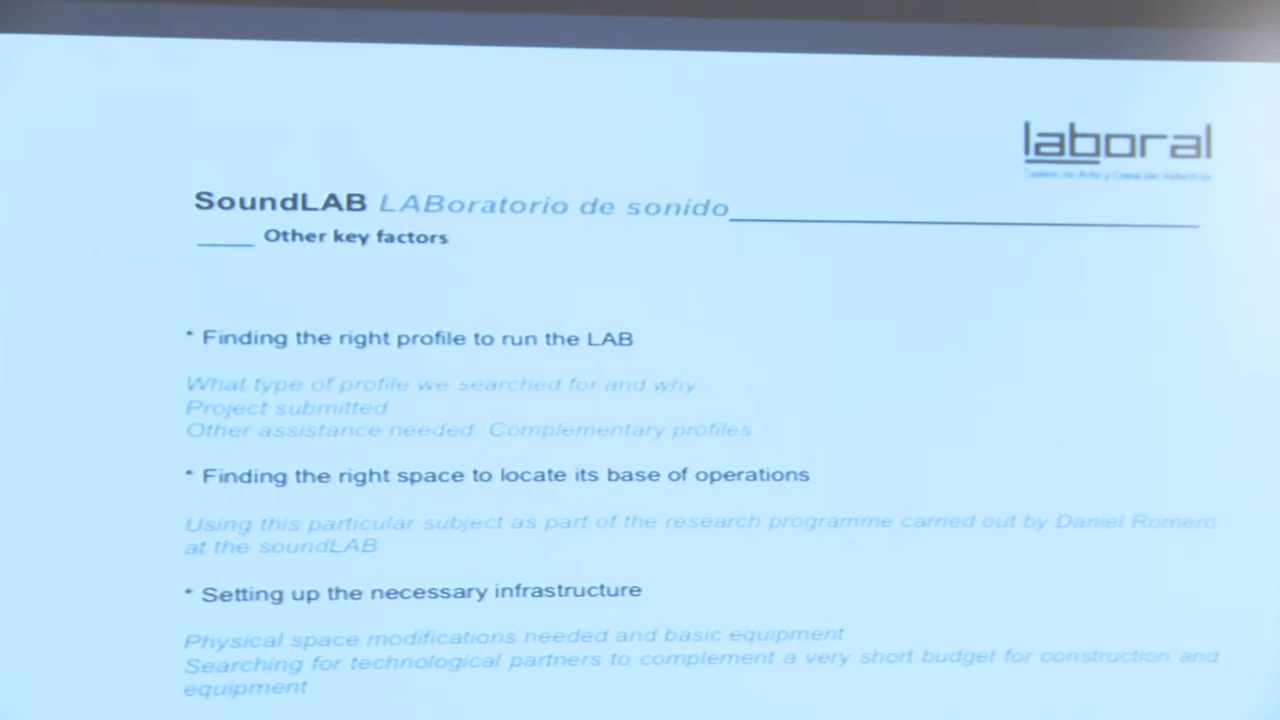 laboral
SoundLAB LABoratorio de sonido
Other key factors
* Finding the right profile to run the LAB
What type of profile we searched for and why
Project submitted
Other assistance needed. Complementary profiles
* Finding the right space to locate its base of operations
Using this particular subject as part of the research programme carried out by Daniel Romero
at the soundLAB
* Setting up the necessary infrastructure
Physical space modifications needed and basic equipment
Searching for technological partners to complement a very short budget for construction and
equipment